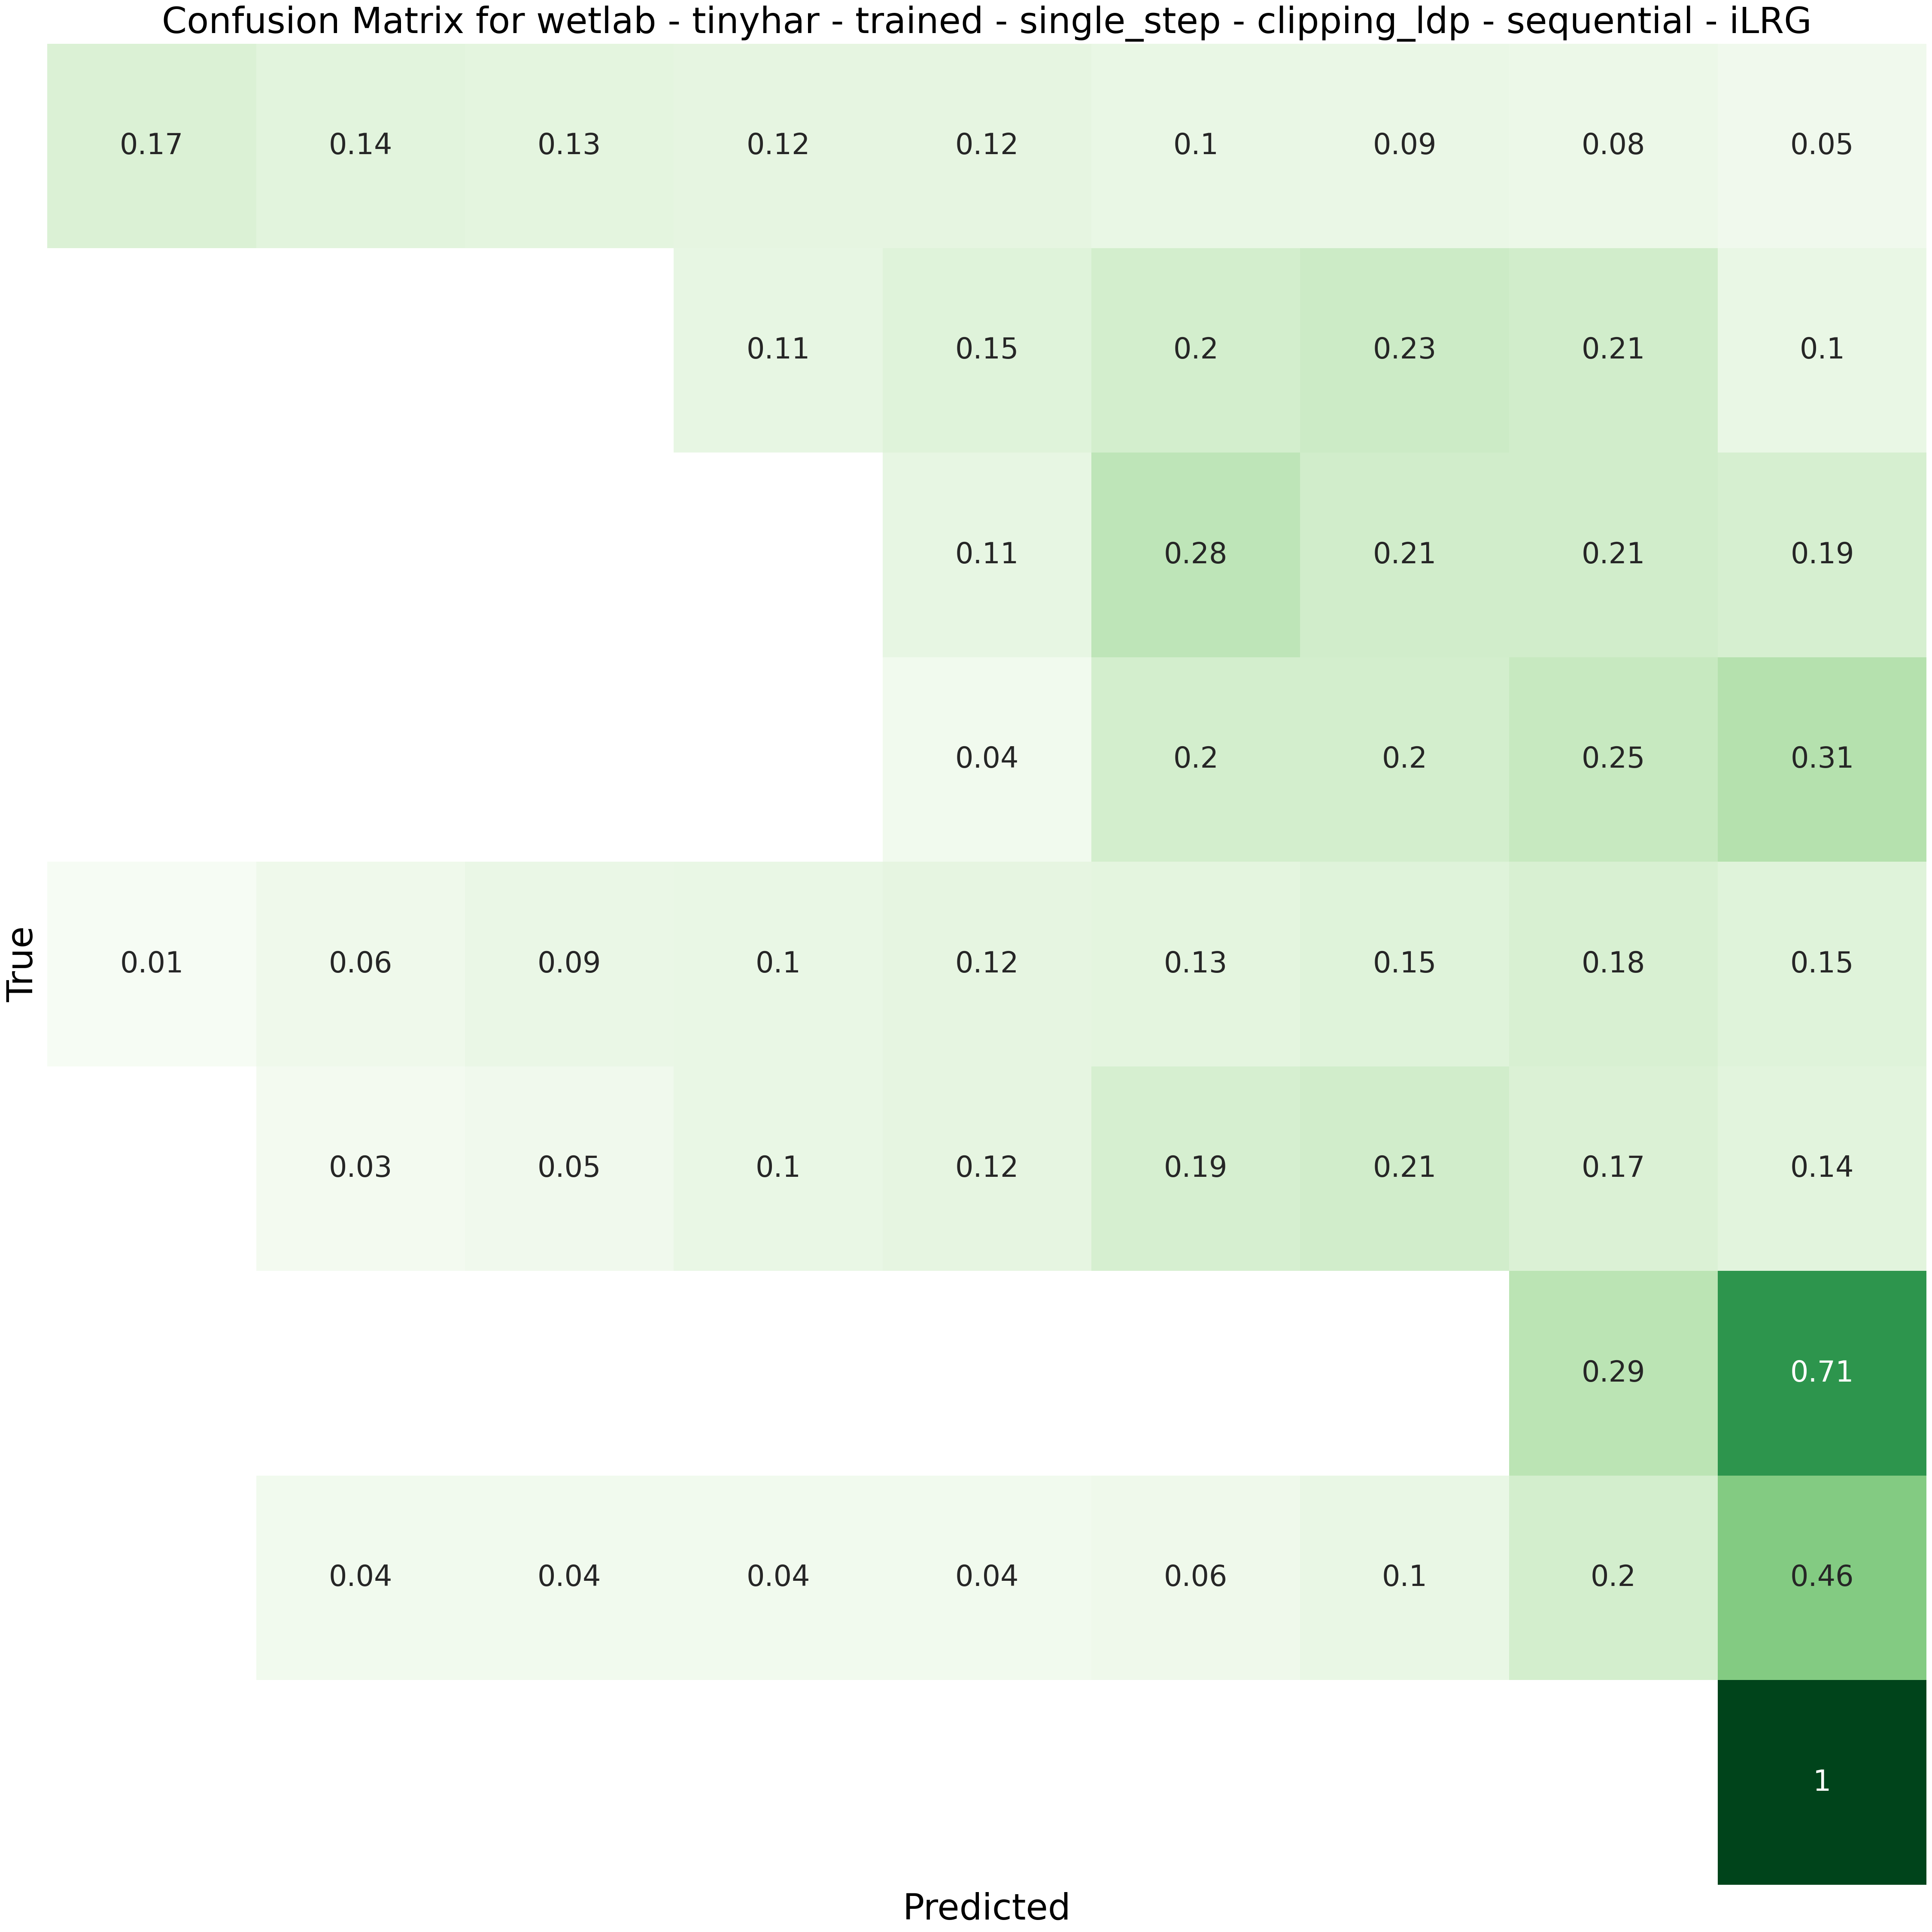 Confusion Matrix for wetlab - tinyhar - trained - single_step - clipping_ldp - sequential - iLRG
0.17 0.14 0.13 0.12 0.12 0.1 0.09 0.08 0.05
0.11 0.15 0.2 0.23 0.21 0.1
0.11 0.28 0.21 0.21 0.19
0.04 0.2 0.2 0.25 0.31
True
0.01 0.06 0.09 0.1 0.12 0.13 0.15 0.18 0.15
0.03 0.05 0.1 0.12 0.19 0.21 0.17 0.14
0.29 0.71
0.04 0.04 0.04 0.04 0.06 0.1 0.2 0.46
1
Predicted